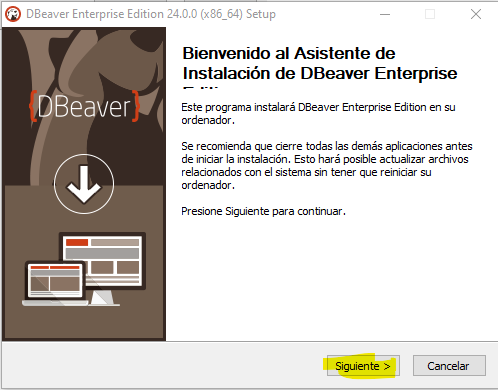 DBeaver Enterprise Edition 24.0.0 (x86_64) Setup
{DBeaver}
Bienvenido al Asistente de
Instalación de DBeaver Enterprise
Este programa instalará DBeaver Enterprise Edition en su
ordenador.
Se recomienda que cierre todas las demás aplicaciones antes
de iniciar la instalación. Esto hará posible actualizar archivos
relacionados con el sistema sin tener que reiniciar su
ordenador.
Presione Siguiente para continuar.
Siguiente >
Cancelar